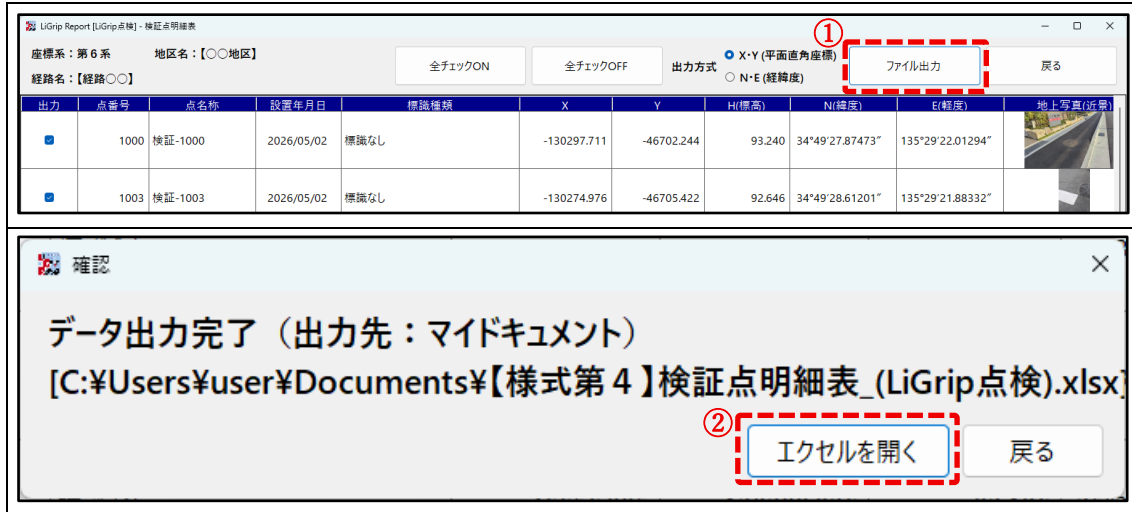 LiGrip Report [LiGrip点検] - 検証点明細表
①
座標系：第６系 地区名：【○○地区】
経路名：【経路○○】
全チェックON 全チェックOFF 出力方式 X・Y (平面直角座標) N・E (経緯度) ファイル出力 戻る
出力 点番号 点名称 設置年月日 標識種類 X Y H(標高) N(緯度) E(軽度) 地上写真(近景)
1000 検証-1000 2026/05/02 標識なし -130297.711 -46702.244 93.240 34°49′27.87473″ 135°29′22.01294″
1003 検証-1003 2026/05/02 標識なし -130274.976 -46705.422 92.646 34°49′28.61201″ 135°29′21.88332″
確認
データ出力完了（出力先：マイドキュメント）
[C:¥Users¥user¥Documents¥【様式第４】検証点明細表_(LiGrip点検).xlsx]
②
エクセルを開く 戻る